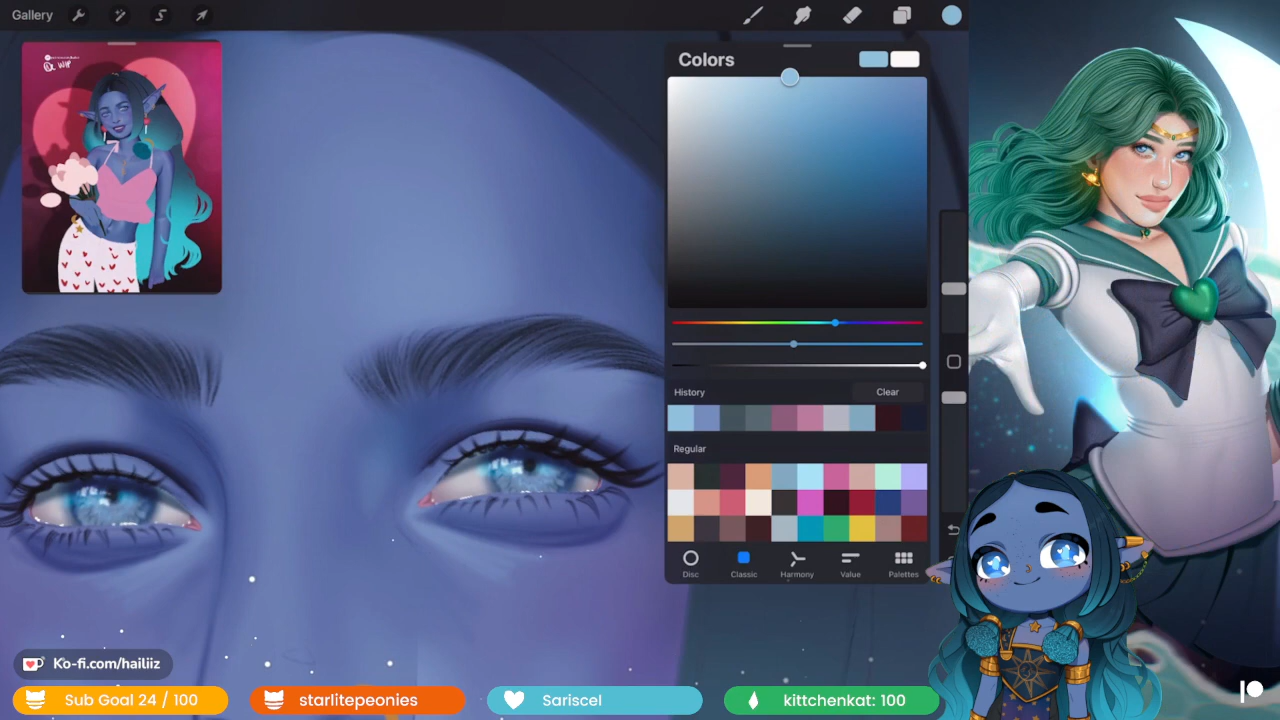 Gallery
WIP
Colors
History
Clear
Regular
Disc
Classic
Harmony
Value
Palettes
Ko-fi.com/hailiiz
Sub Goal 24 / 100
starlitepeonies
Sariscel
kittchenkat: 100